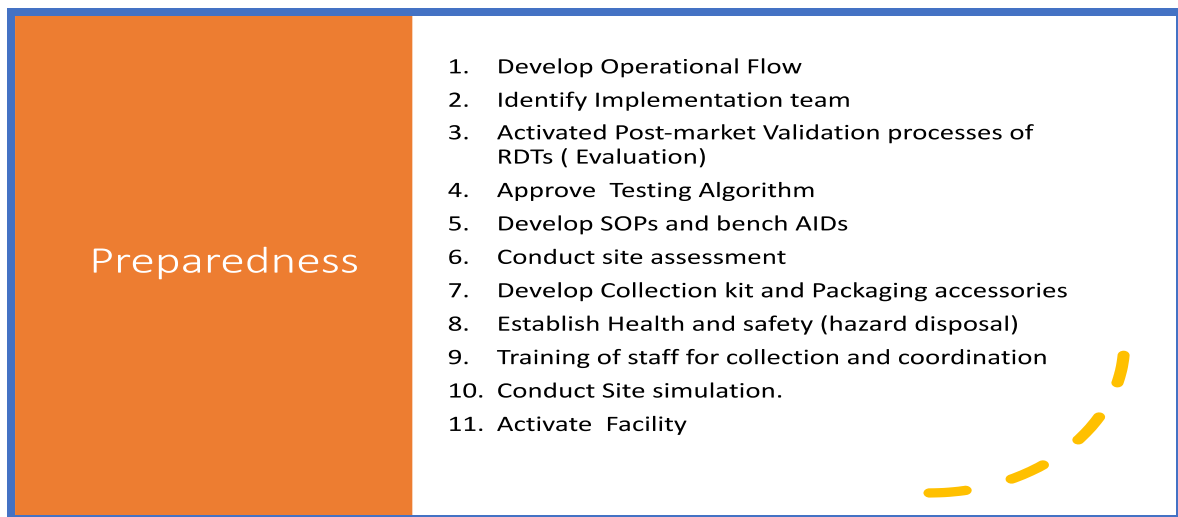 Preparedness
1. Develop Operational Flow
2. Identify Implementation team
3. Activated Post-market Validation processes of
RDTs ( Evaluation)
4. Approve  Testing Algorithm
5. Develop SOPs and bench AIDs
6. Conduct site assessment
7. Develop Collection kit and Packaging accessories
8. Establish Health and safety (hazard disposal)
9. Training of staff for collection and coordination
10. Conduct Site simulation.
11. Activate  Facility